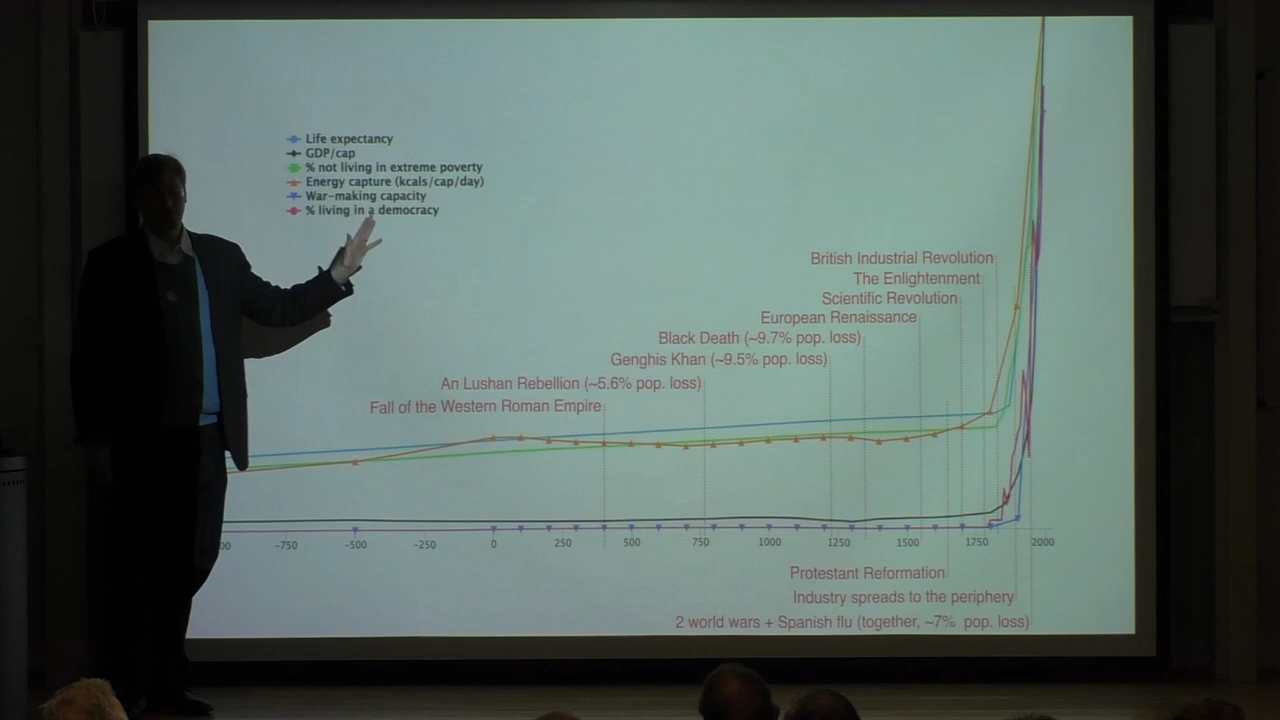 Life expectancy
GDP/cap
% not living in extreme poverty
Energy capture (kcals/cap/day)
War-making capacity
% living in a democracy
British Industrial Revolution
The Enlightenment
Scientific Revolution
European Renaissance
Black Death (~9.7% pop. loss)
Genghis Khan (~9.5% pop. loss)
An Lushan Rebellion (~5.6% pop. loss)
Fall of the Western Roman Empire
00 -750 -500 -250 0 250 500 750 1000 1250 1500 1750 2000
Protestant Reformation
Industry spreads to the periphery
2 world wars + Spanish flu (together, ~7% pop. loss)